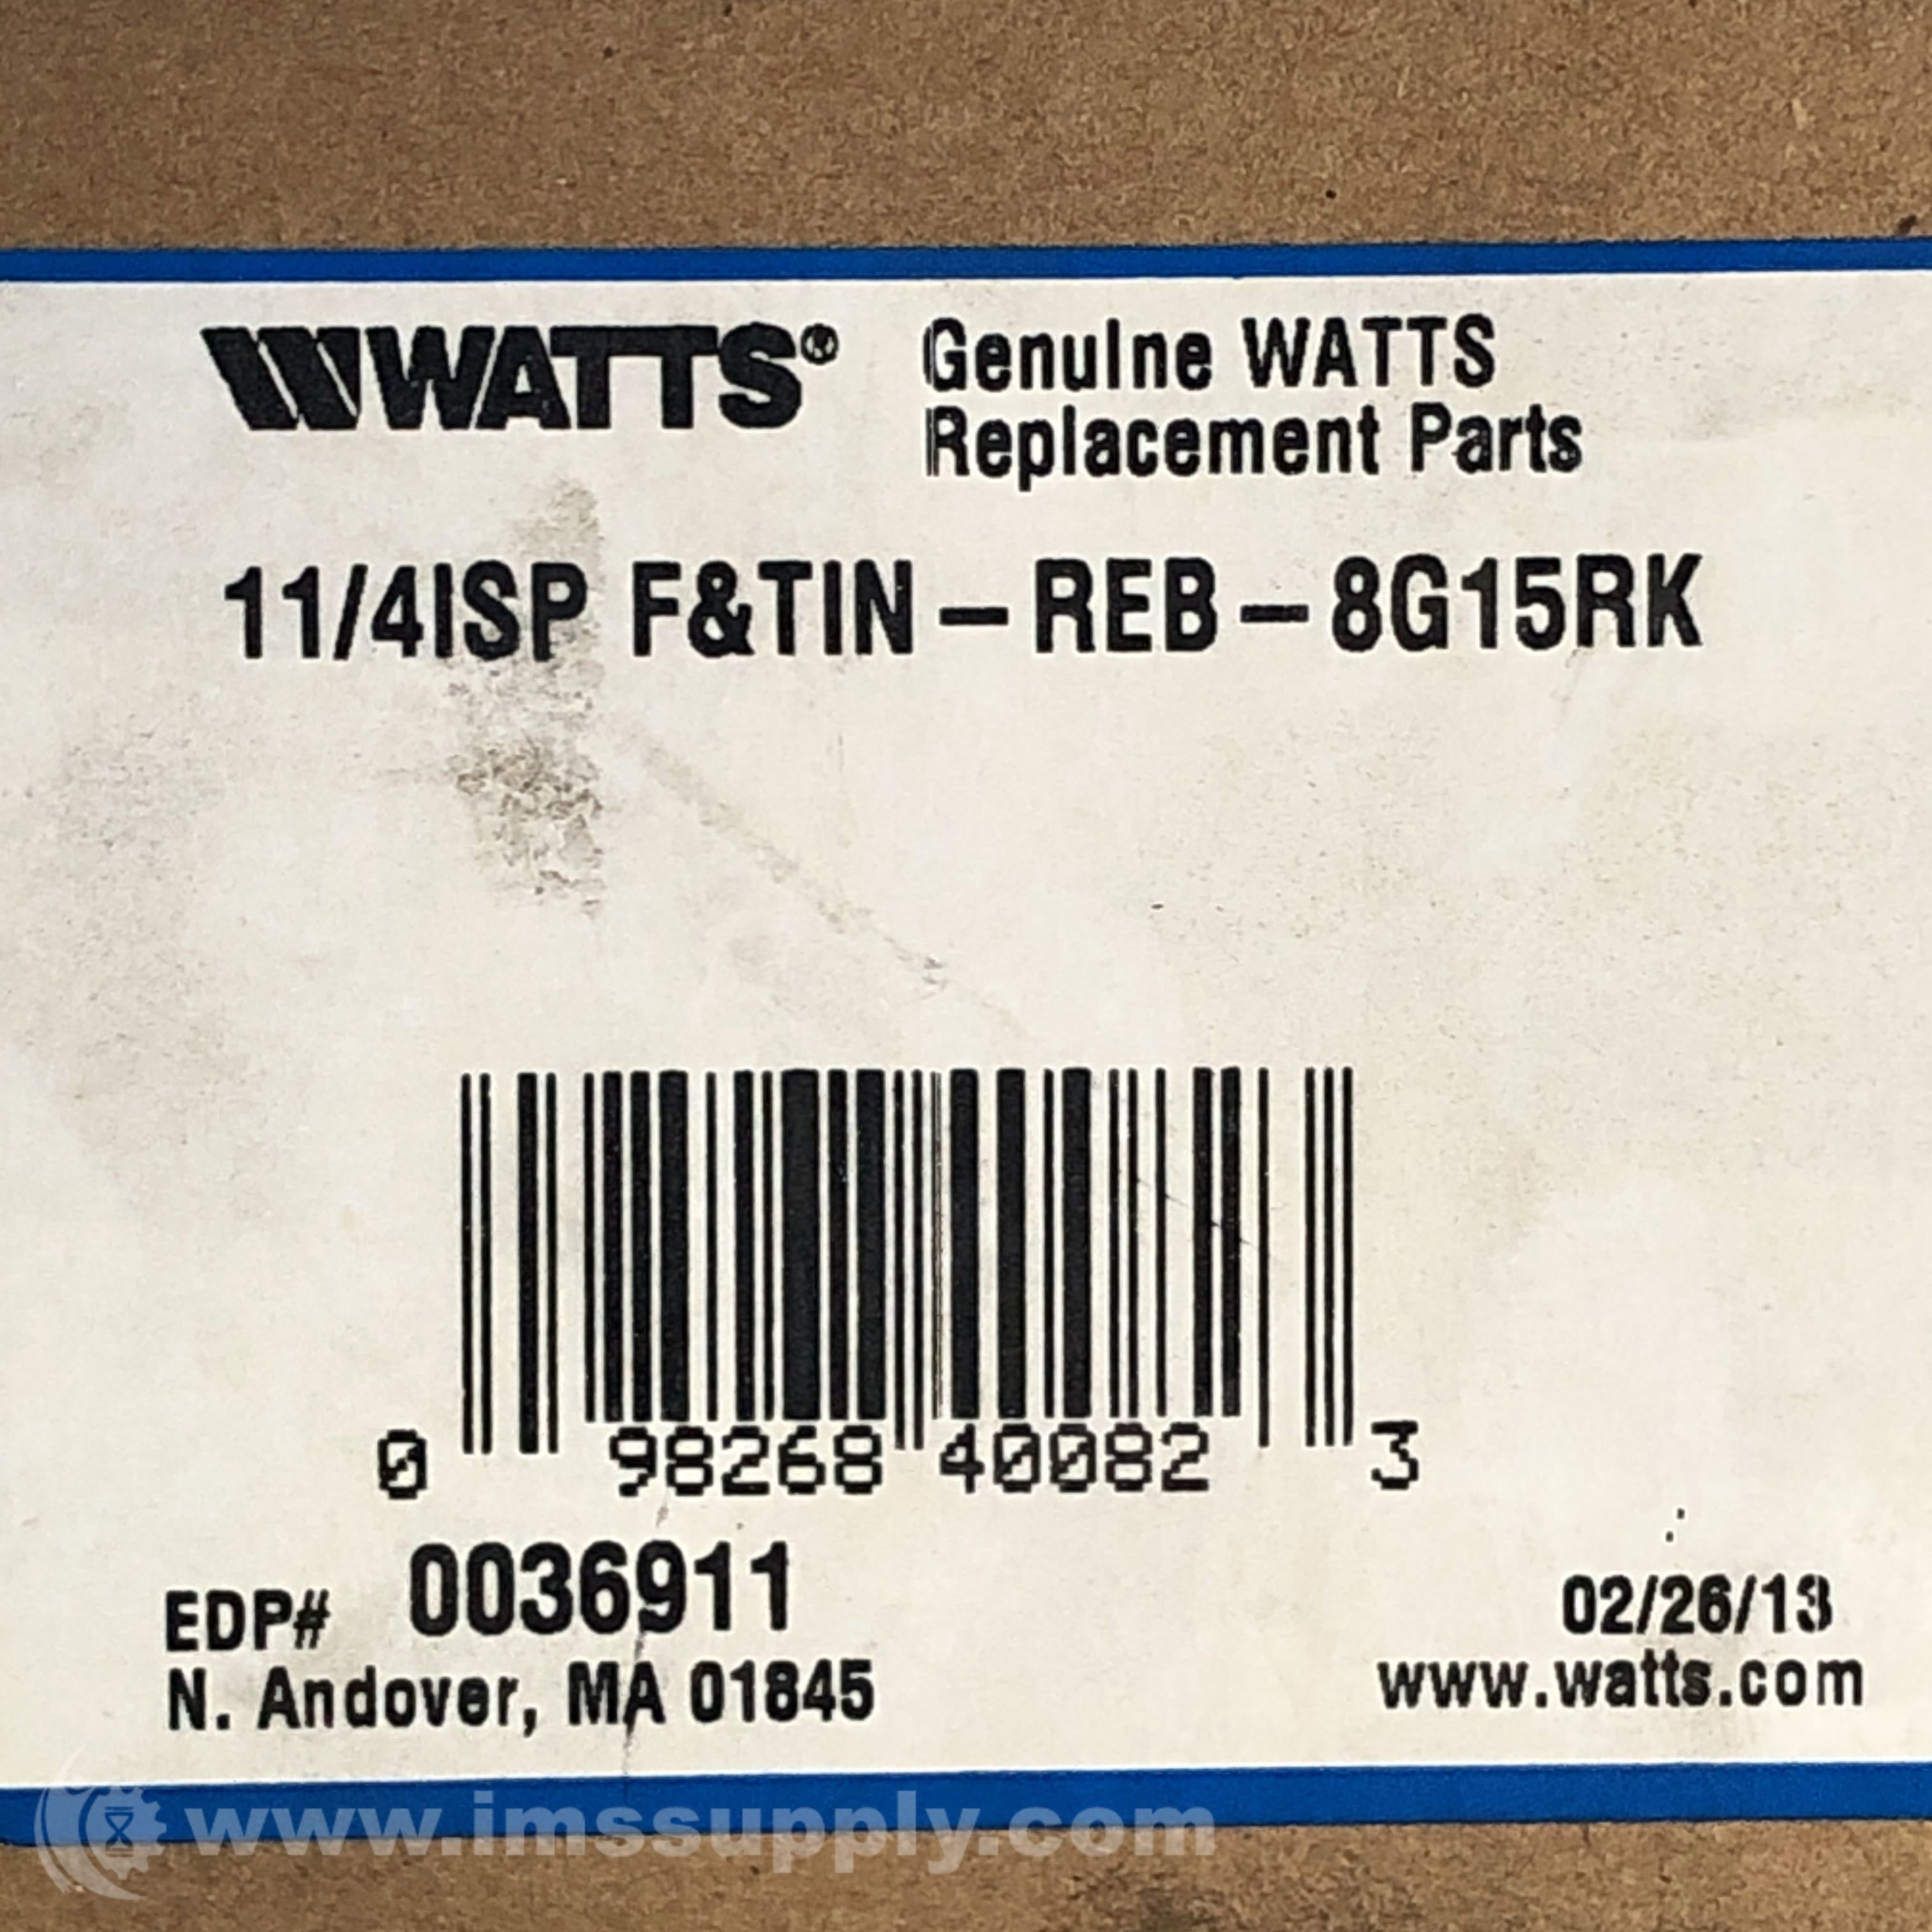 WATTS® Genuine WATTS
Replacement Parts
11/4ISP F&TIN-REB-8G15RK
0 98268 40082 3
EDP# 0036911
02/26/13
N. Andover, MA 01845
www.watts.com
www.imssupply.com